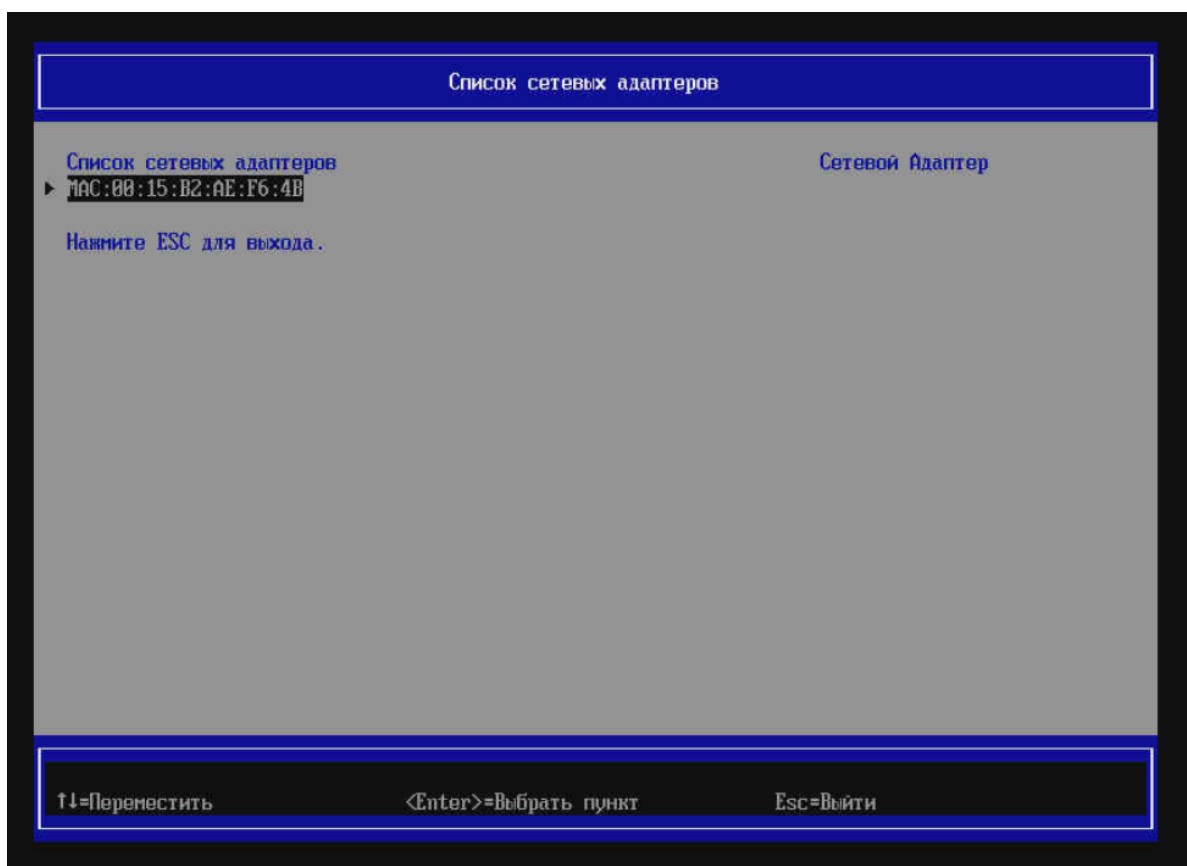 Список сетевых адаптеров
Список сетевых адаптеров Сетевой Адаптер
MAC:00:15:B2:AE:F6:4B
Нажмите ESC для выхода.
↑↓=Переместить <Enter>=Выбрать пункт Esc=Выйти